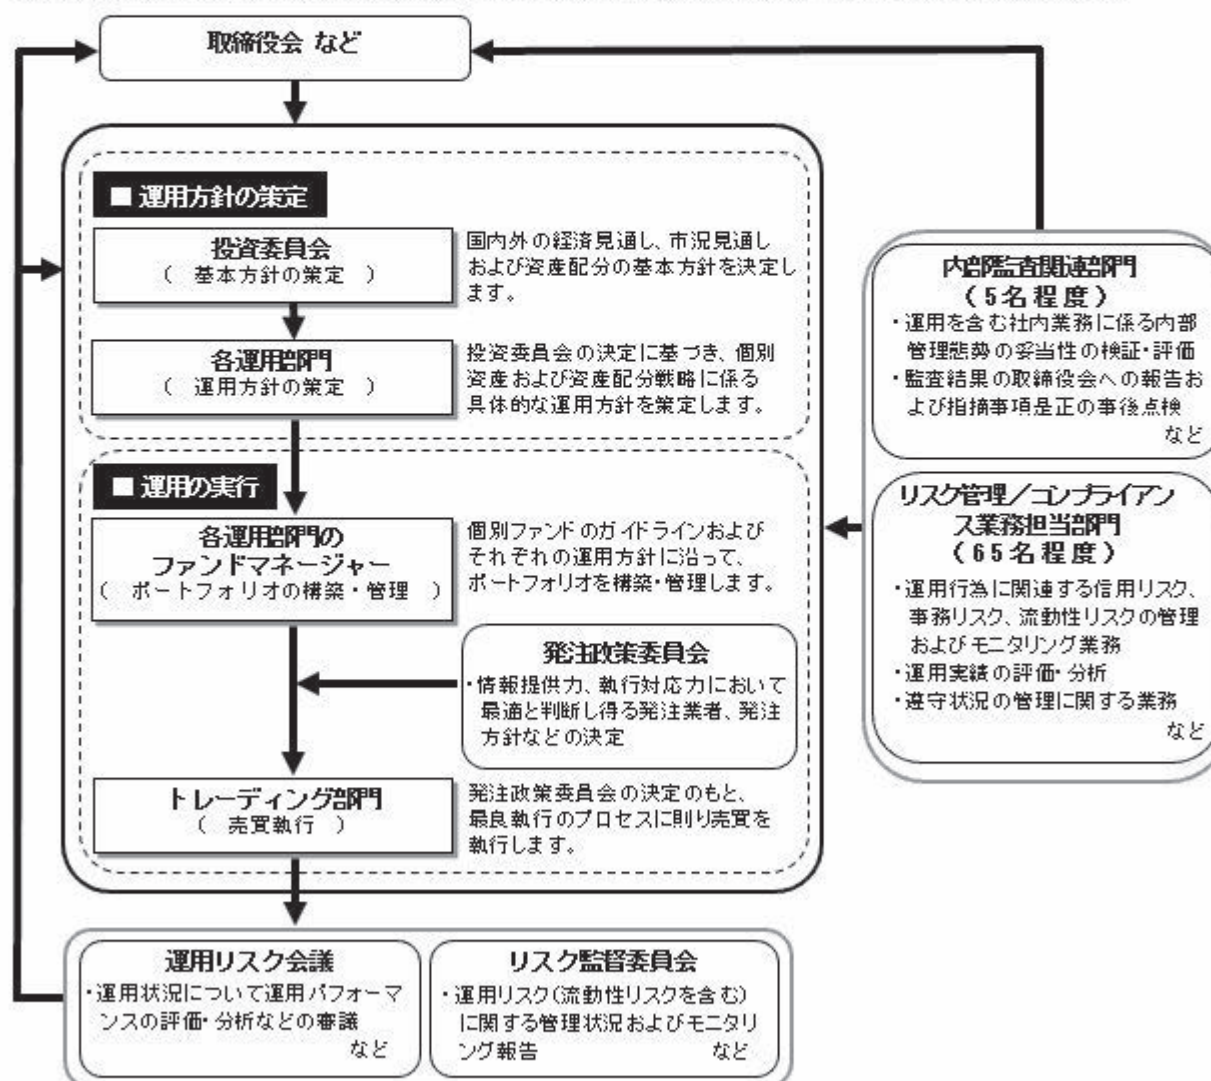 取締役会 など
■ 運用方針の策定
投資委員会
（ 基本方針の策定 ）
国内外の経済見通し、市況見通し
および資産配分の基本方針を決定し
ます。
各運用部門
（ 運用方針の策定 ）
投資委員会の決定に基づき、個別
資産および資産配分戦略に係る
具体的な運用方針を策定します。
■ 運用の実行
各運用部門の
ファンドマネージャー
（ ポートフォリオの構築・管理 ）
個別ファンドのガイドラインおよび
それぞれの運用方針に沿って、
ポートフォリオを構築・管理します。
発注政策委員会
・情報提供力、執行対応力において
最適と判断し得る発注業者、発注
方針などの決定
トレーディング部門
（ 売買執行 ）
発注政策委員会の決定のもと、
最良執行のプロセスに則り売買を
執行します。
内部監査関連部門
（５名程度）
・運用を含む社内業務に係る内部
管理態勢の妥当性の検証・評価
・監査結果の取締役会への報告お
よび指摘事項是正の事後点検
など
リスク管理／コンプライアン
ス業務担当部門
（６５名程度）
・運用行為に関連する信用リスク、
事務リスク、流動性リスクの管理
およびモニタリング業務
・運用実績の評価・分析
・遵守状況の管理に関する業務
など
運用リスク会議
・運用状況について運用パフォーマ
ンスの評価・分析などの審議
など
リスク監督委員会
・運用リスク（流動性リスクを含む）
に関する管理状況およびモニタリ
ング報告 など